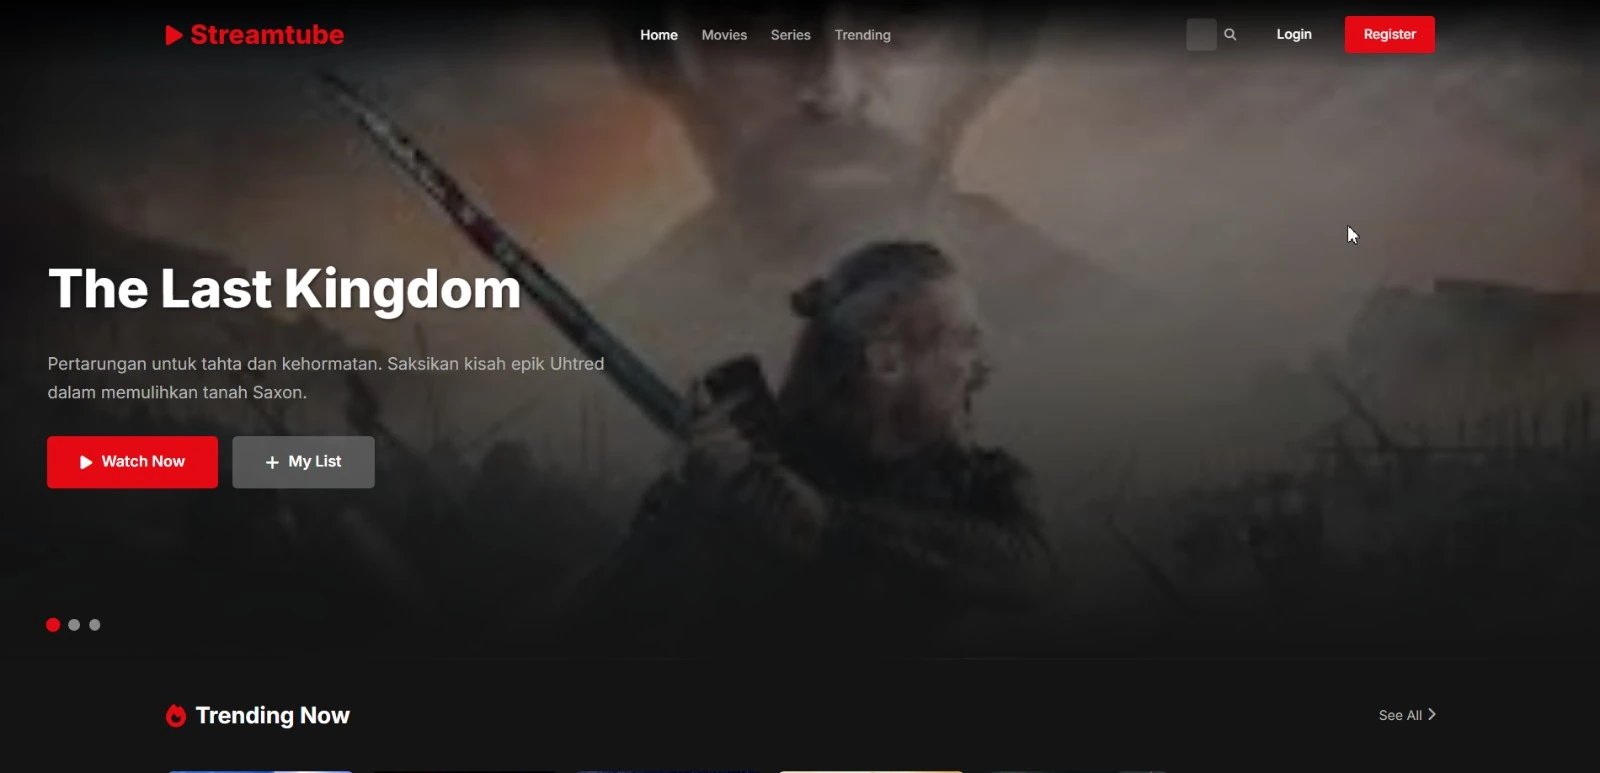 Streamtube
Home
Movies
Series
Trending
Login
Register
The Last Kingdom
Pertarungan untuk tahta dan kehormatan. Saksikan kisah epik Uhtred
dalam memulihkan tanah Saxon.
Watch Now
My List
Trending Now
See All